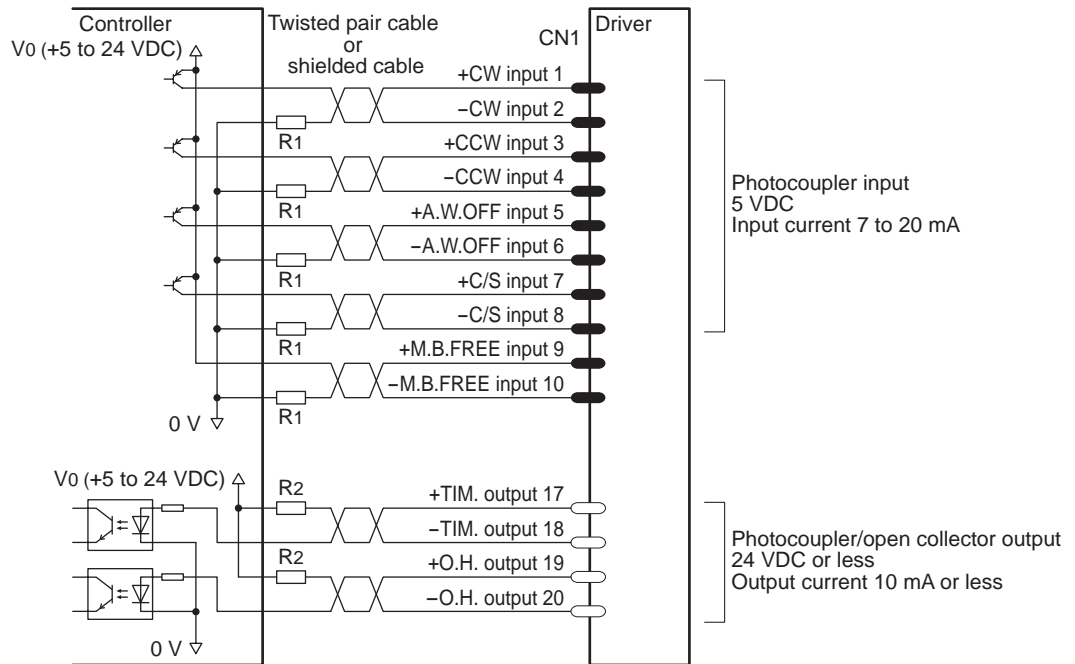 Controller
V0 (+5 to 24 VDC)
Twisted pair cable
or
shielded cable
CN1
Driver
+CW input 1
−CW input 2
R1
+CCW input 3
−CCW input 4
R1
+A.W.OFF input 5
−A.W.OFF input 6
R1
+C/S input 7
−C/S input 8
R1
+M.B.FREE input 9
−M.B.FREE input 10
R1
0 V
Photocoupler input
5 VDC
Input current 7 to 20 mA
V0 (+5 to 24 VDC)
R2
+TIM. output 17
−TIM. output 18
R2
+O.H. output 19
−O.H. output 20
0 V
Photocoupler/open collector output
24 VDC or less
Output current 10 mA or less